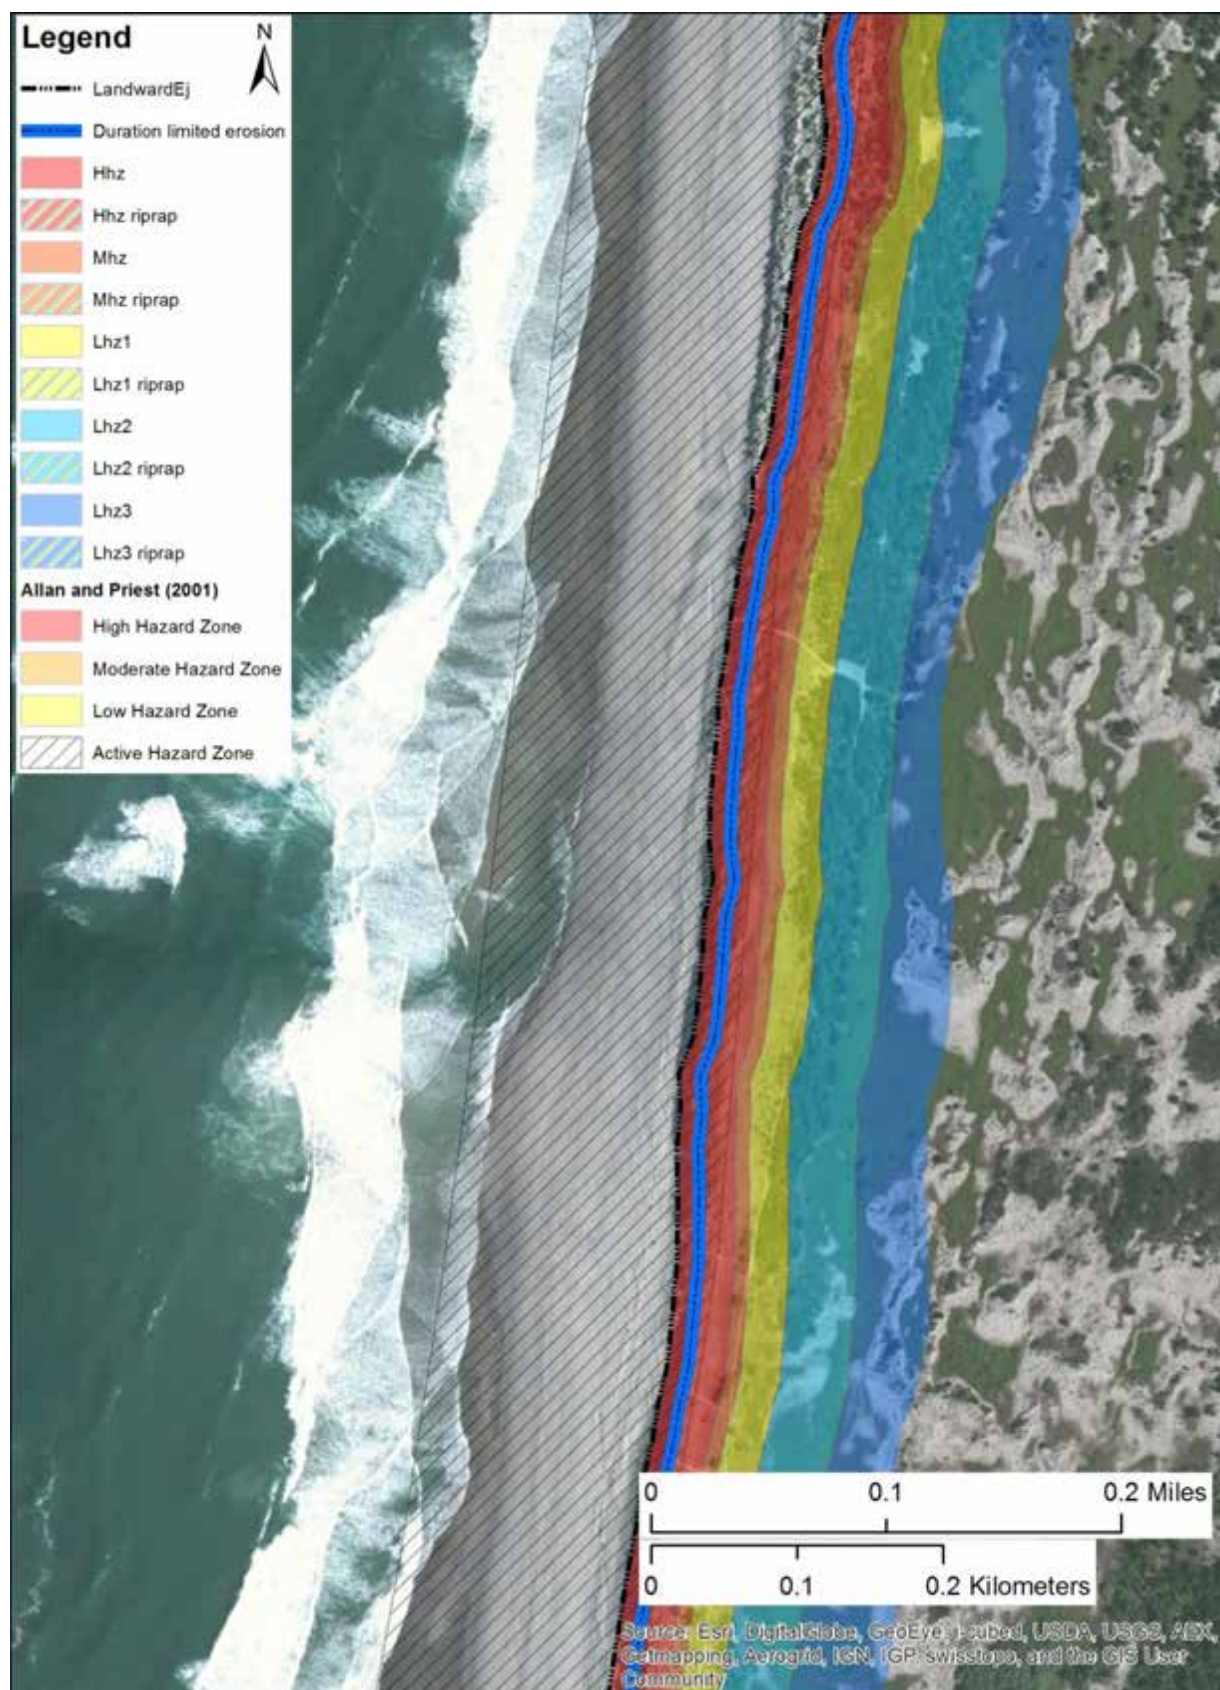 Legend
N
LandwardEj
Duration limited erosion
Hhz
Hhz riprap
Mhz
Mhz riprap
Lhz1
Lhz1 riprap
Lhz2
Lhz2 riprap
Lhz3
Lhz3 riprap
Allan and Priest (2001)
High Hazard Zone
Moderate Hazard Zone
Low Hazard Zone
Active Hazard Zone
0 0.1 0.2 Miles
0 0.1 0.2 Kilometers
Source: Esri, DigitalGlobe, GeoEye, i-cubed, USDA, USGS, AEX,
Getmapping, Aerogrid, IGN, IGP, swisstopo, and the GIS User
Community